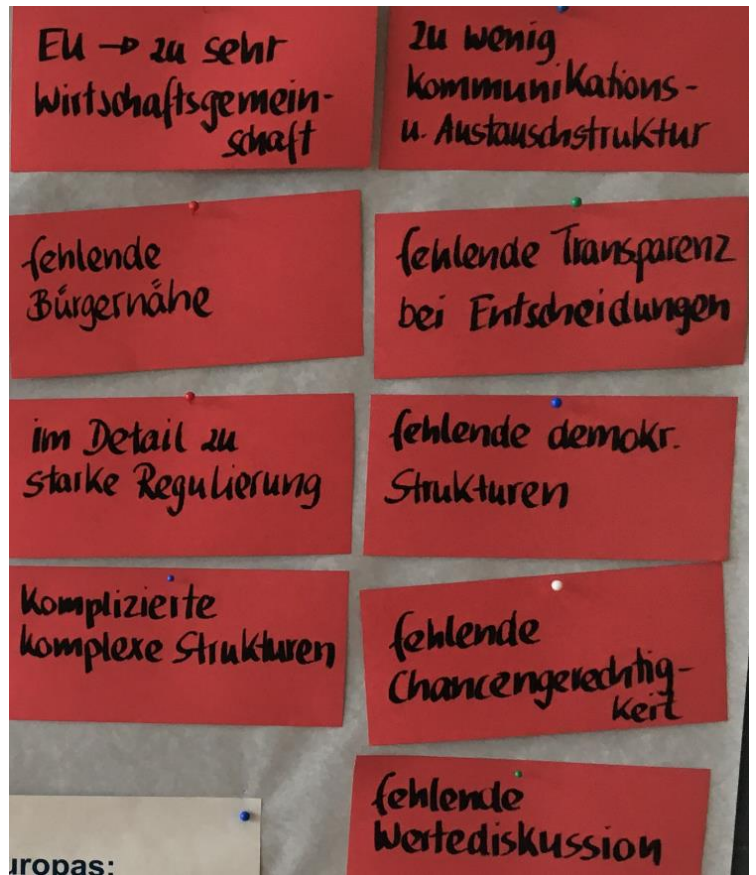 EU → zu sehr
Wirtschaftsgemein-
schaft
zu wenig
Kommunikations-
u. Austauschstruktur
fehlende
Bürgernähe
fehlende Transparenz
bei Entscheidungen
im Detail zu
starke Regulierung
fehlende demokr.
Strukturen
Komplizierte
komplexe Strukturen
fehlende
Chancengerechtig-
keit
fehlende
Wertediskussion
uropas: